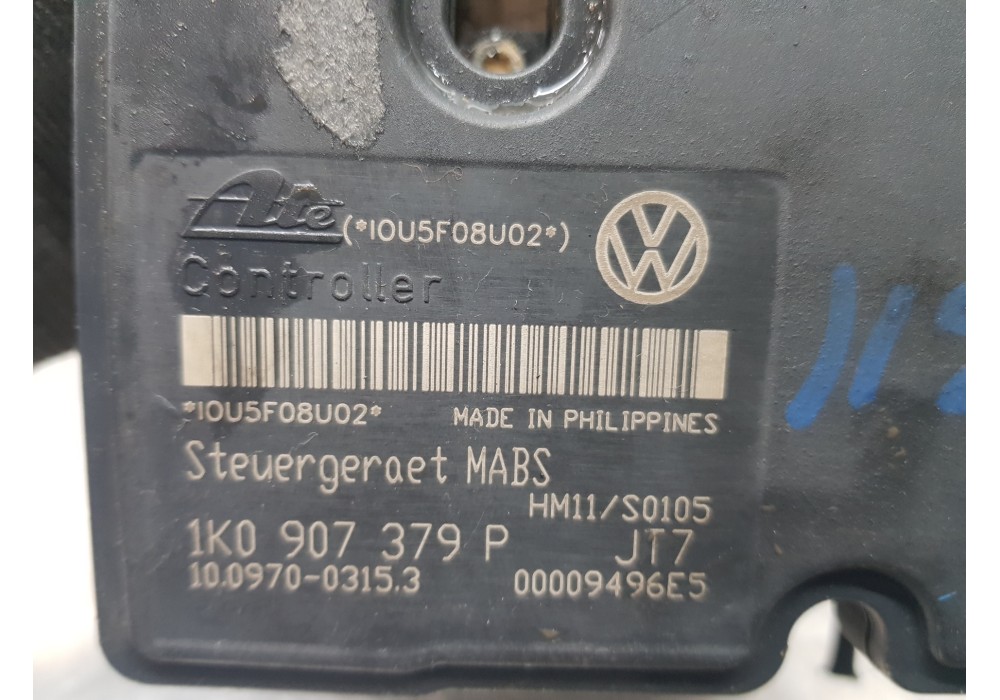 Ate (*IOU5F08U02*)
Controller
*IOU5F08U02* MADE IN PHILIPPINES
Steuergeraet MABS
HM11/S0105
1K0 907 379 P JT7
10.0970-0315.3 00009496E5